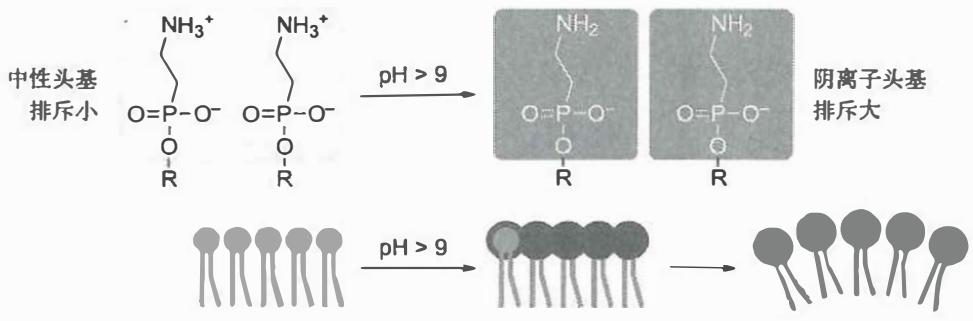 NH₃⁺ NH₃⁺ NH₂ NH₂
中性头基
排斥小
pH > 9
阴离子头基
排斥大
O=P–O⁻ O=P–O⁻ O=P–O⁻ O=P–O⁻
O O O O
R R R R
pH > 9